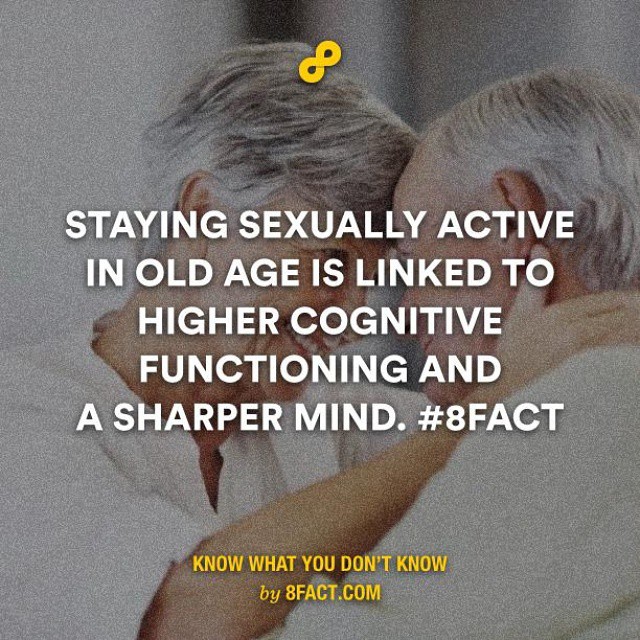 STAYING SEXUALLY ACTIVE
IN OLD AGE IS LINKED TO
HIGHER COGNITIVE
FUNCTIONING AND
A SHARPER MIND. #8FACT
KNOW WHAT YOU DON'T KNOW
by 8FACT.COM